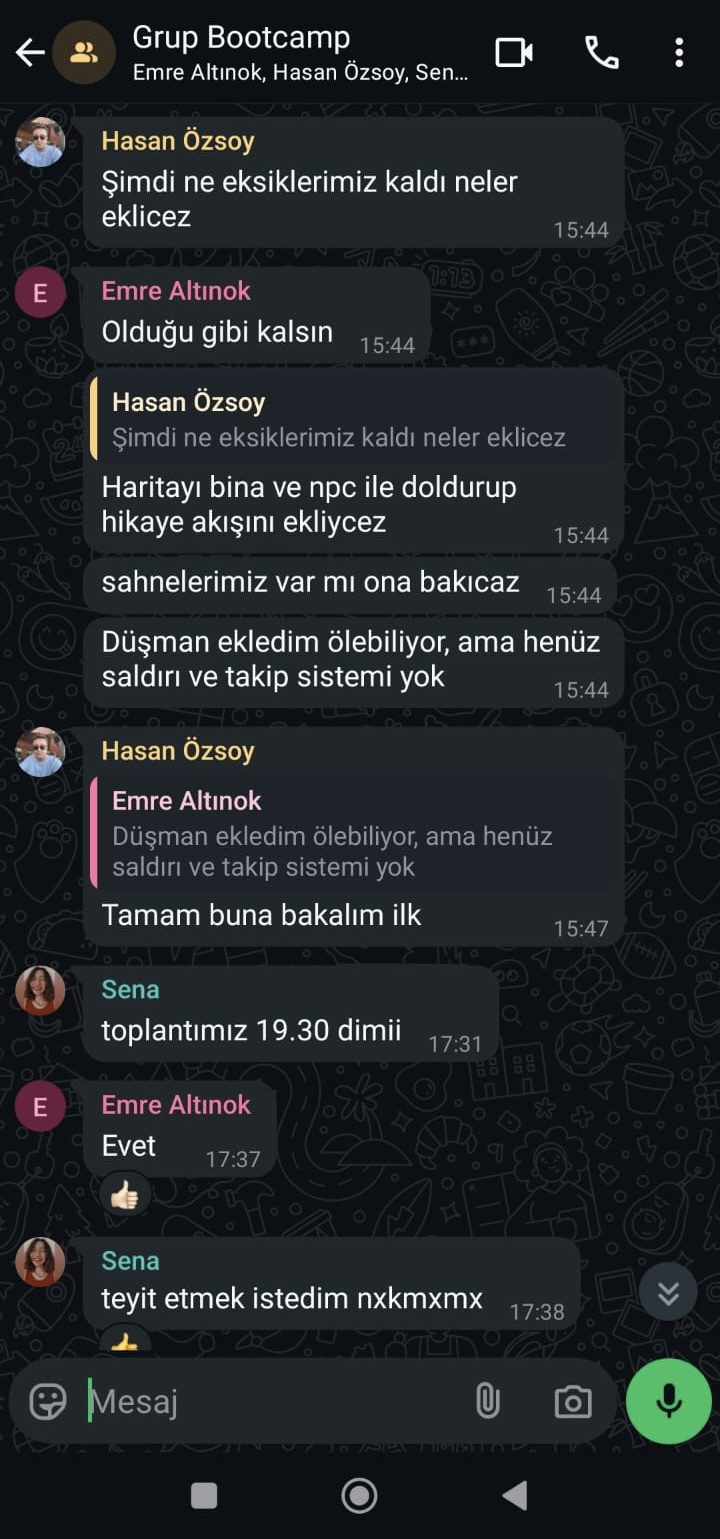 Grup Bootcamp
Emre Altınok, Hasan Özsoy, Sen...
Hasan Özsoy
Şimdi ne eksiklerimiz kaldı neler
eklicez
15:44
E
Emre Altınok
Olduğu gibi kalsın
15:44
Hasan Özsoy
Şimdi ne eksiklerimiz kaldı neler eklicez
Haritayı bina ve npc ile doldurup
hikaye akışını ekliycez
15:44
sahnelerimiz var mı ona bakıcaz
15:44
Düşman ekledim ölebiliyor, ama henüz
saldırı ve takip sistemi yok
15:44
Hasan Özsoy
Emre Altınok
Düşman ekledim ölebiliyor, ama henüz
saldırı ve takip sistemi yok
Tamam buna bakalım ilk
15:47
Sena
toplantımız 19.30 dimii
17:31
E
Emre Altınok
Evet
17:37
Sena
teyit etmek istedim nxkmxmx
17:38
Mesaj